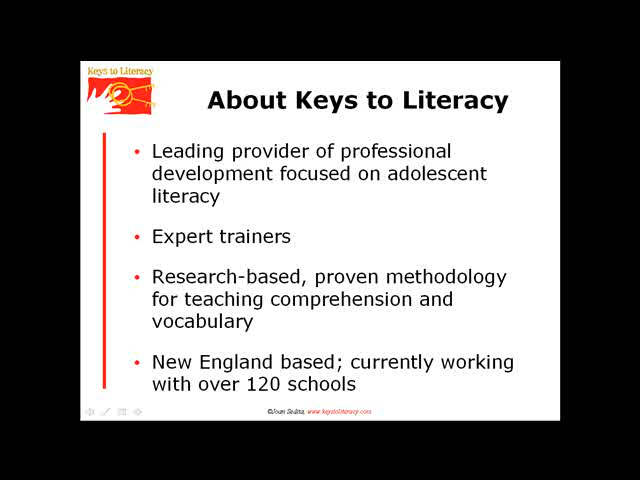 Keys to Literacy
About Keys to Literacy
• Leading provider of professional
development focused on adolescent
literacy
• Expert trainers
• Research-based, proven methodology
for teaching comprehension and
vocabulary
• New England based; currently working
with over 120 schools
©Joan Sedita, www.keystoliteracy.com